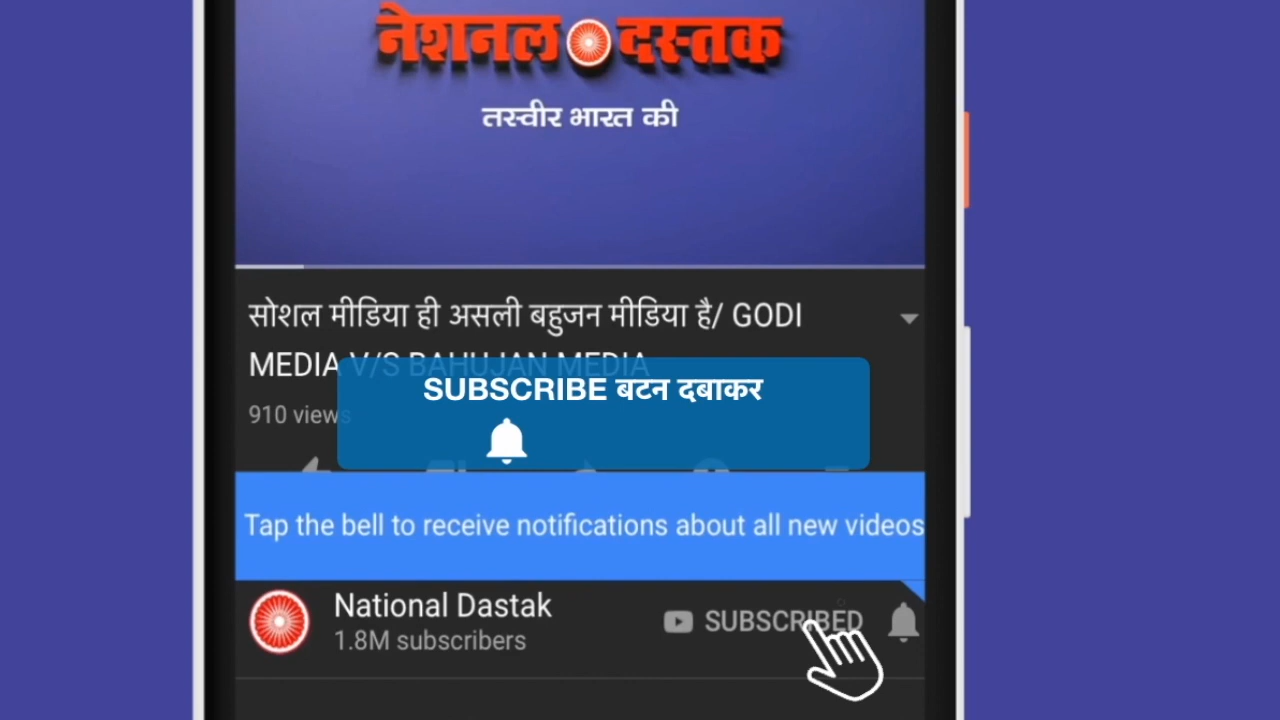 नेशनल दस्तक
तस्वीर भारत की
सोशल मीडिया ही असली बहुजन मीडिया है/ GODI
MEDIA V/S BAHUJAN MEDIA
910 views
SUBSCRIBE बटन दबाकर
Tap the bell to receive notifications about all new videos
National Dastak
1.8M subscribers
SUBSCRIBED